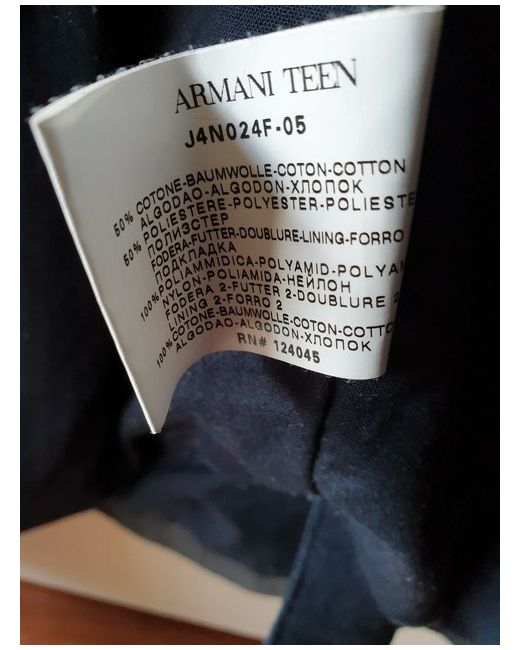 ARMANI TEEN
J4N024F-05
50% COTONE-BAUMWOLLE-COTON-COTTON
ALGODAO-ALGODON-ХЛОПОК
50% POLIESTERE-POLYESTER-POLIESTE
ПОЛИЭСТЕР
FODERA-FUTTER-DOUBLURE-LINING-FORRO
ПОДКЛАДКА
100% POLIAMMIDICA-POLYAMID-POLYA
NYLON-POLIAMIDA-НЕЙЛОН
FODERA 2-FUTTER 2-DOUBLURE 2
LINING 2-FORRO 2
100% COTONE-BAUMWOLLE-COTON-COTTO
ALGODAO-ALGODON-ХЛОПОК
RN# 124045